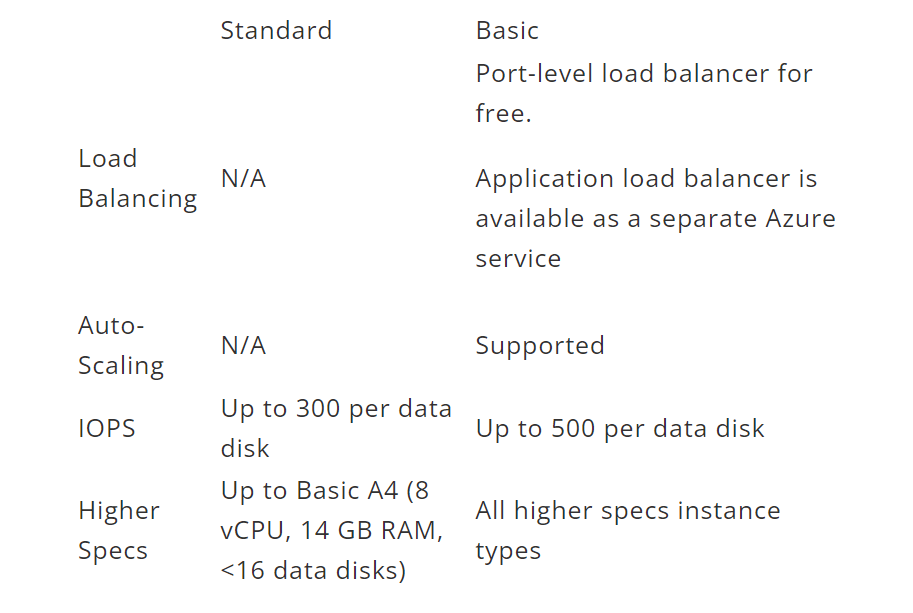 Standard Basic
Port-level load balancer for
free.
Load
Balancing
N/A
Application load balancer is
available as a separate Azure
service
Auto-
Scaling
N/A
Supported
IOPS
Up to 300 per data
disk
Up to 500 per data disk
Higher
Specs
Up to Basic A4 (8
vCPU, 14 GB RAM,
<16 data disks)
All higher specs instance
types